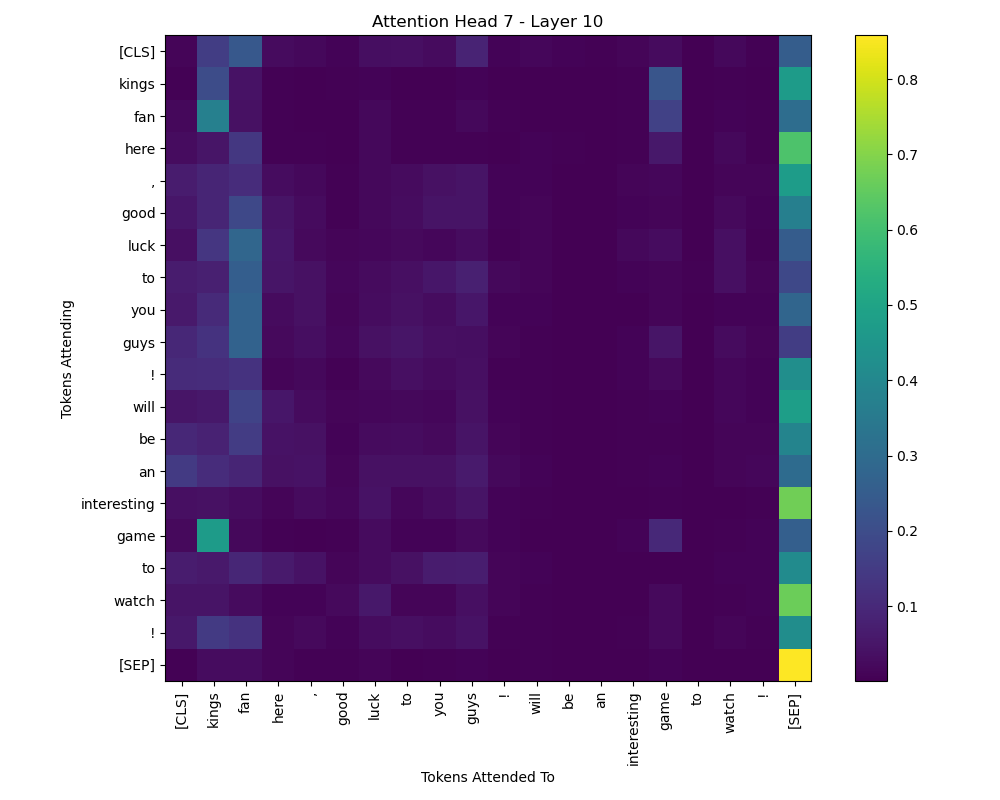 Attention Head 7 - Layer 10
[CLS]
kings
fan
here
,
good
luck
to
you
guys
!
will
be
an
interesting
game
to
watch
!
[SEP]
Tokens Attending
[CLS]
kings
fan
here
,
good
luck
to
you
guys
!
will
be
an
interesting
game
to
watch
!
[SEP]
Tokens Attended To
0.8
0.7
0.6
0.5
0.4
0.3
0.2
0.1